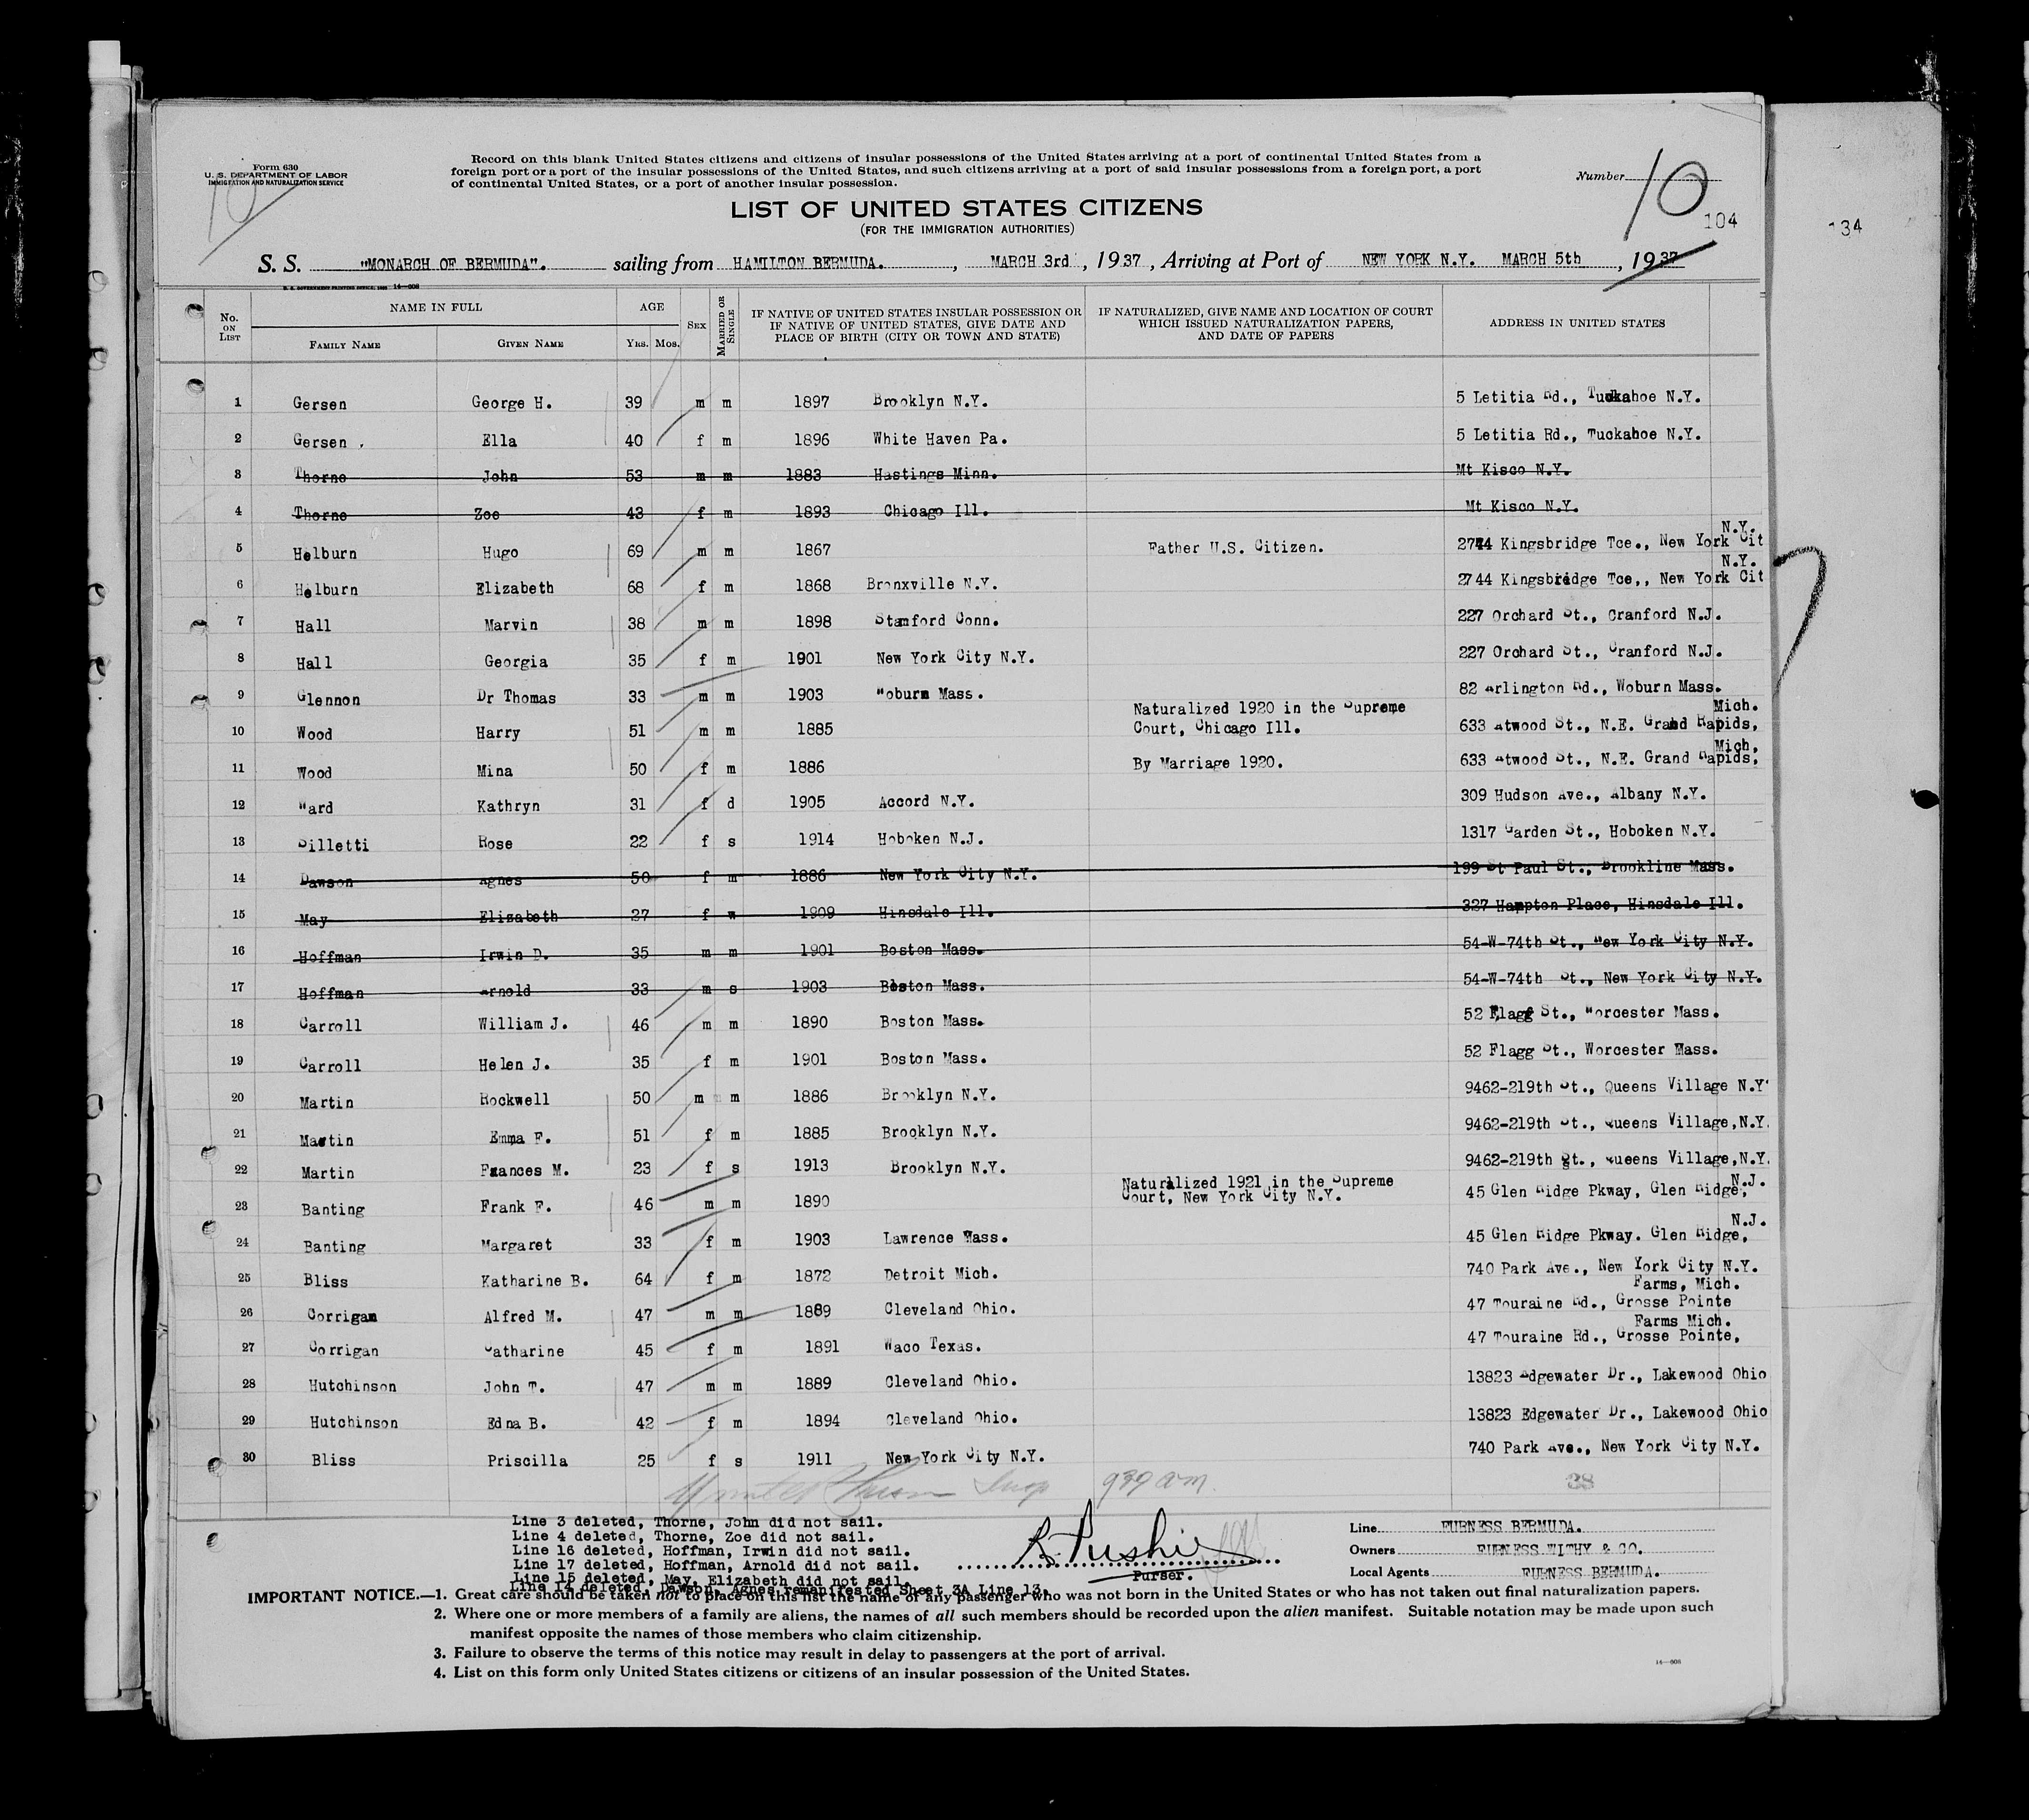 Form 630
U. S. DEPARTMENT OF LABOR
IMMIGRATION AND NATURALIZATION SERVICE
10
Record on this blank United States citizens and citizens of insular possessions of the United States arriving at a port of continental United States from a
foreign port or a port of the insular possessions of the United States, and such citizens arriving at a port of said insular possessions from a foreign port, a port
of continental United States, or a port of another insular possession.
Number 10
104
134
LIST OF UNITED STATES CITIZENS
(FOR THE IMMIGRATION AUTHORITIES)
S. S. "MONARCH OF BERMUDA". sailing from HAMILTON BERMUDA. , MARCH 3rd , 1937 , Arriving at Port of NEW YORK N.Y. MARCH 5th , 1937
U. S. GOVERNMENT PRINTING OFFICE: 14—608
No. ON LIST NAME IN FULL FAMILY NAME GIVEN NAME AGE YRS. MOS. SEX MARRIED OR SINGLE IF NATIVE OF UNITED STATES INSULAR POSSESSION OR IF NATIVE OF UNITED STATES, GIVE DATE AND PLACE OF BIRTH (CITY OR TOWN AND STATE) IF NATURALIZED, GIVE NAME AND LOCATION OF COURT WHICH ISSUED NATURALIZATION PAPERS, AND DATE OF PAPERS ADDRESS IN UNITED STATES
1 Gersen George H. 39 m m 1897 Brooklyn N.Y. 5 Letitia Rd., Tuckahoe N.Y.
2 Gersen , Ella 40 f m 1896 White Haven Pa. 5 Letitia Rd., Tuckahoe N.Y.
3 Thorne John 53 m m 1883 Hastings Minn. Mt Kisco N.Y.
4 Thorne Zoe 43 f m 1893 Chicago Ill. Mt Kisco N.Y.
5 Helburn Hugo 69 m m 1867 Father U.S. Citizen. 2744 Kingsbridge Tce., New York Cit N.Y.
6 Helburn Elizabeth 68 f m 1868 Bronxville N.Y. 2744 Kingsbridge Tce,, New York Cit N.Y.
7 Hall Marvin 38 m m 1898 Stamford Conn. 227 Orchard St., Cranford N.J.
8 Hall Georgia 35 f m 1901 New York City N.Y. 227 Orchard St., Cranford N.J.
9 Glennon Dr Thomas 33 m m 1903 Woburn Mass. 82 Arlington Rd., Woburn Mass.
10 Wood Harry 51 m m 1885 Naturalized 1920 in the Supreme Court, Chicago Ill. 633 Atwood St., N.E. Grand Rapids, Mich.
11 Wood Mina 50 f m 1886 By Marriage 1920. 633 Atwood St., N.E. Grand Rapids, Mich.
12 Ward Kathryn 31 f d 1905 Accord N.Y. 309 Hudson Ave., Albany N.Y.
13 Silletti Rose 22 f s 1914 Hoboken N.J. 1317 Garden St., Hoboken N.Y.
14 Dawson Agnes 50 f m 1886 New York City N.Y. 199 St Paul St., Brookline Mass.
15 May Elizabeth 27 f w 1909 Hinsdale Ill. 327 Hampton Place, Hinsdale Ill.
16 Hoffman Irwin D. 35 m m 1901 Boston Mass. 54-W-74th St., New York City N.Y.
17 Hoffman Arnold 33 m s 1903 Boston Mass. 54-W-74th St., New York City N.Y.
18 Carroll William J. 46 m m 1890 Boston Mass. 52 Flagg St., Worcester Mass.
19 Carroll Helen J. 35 f m 1901 Boston Mass. 52 Flagg St., Worcester Mass.
20 Martin Rockwell 50 m m 1886 Brooklyn N.Y. 9462-219th St., Queens Village N.Y
21 Martin Emma F. 51 f m 1885 Brooklyn N.Y. 9462-219th St., Queens Village,N.Y.
22 Martin Frances M. 23 f s 1913 Brooklyn N.Y. 9462-219th St., Queens Village,N.Y.
23 Banting Frank F. 46 m m 1890 Naturalized 1921 in the Supreme Court, New York City N.Y. 45 Glen Ridge Pkway, Glen Ridge, N.J.
24 Banting Margaret 33 f m 1903 Lawrence Mass. 45 Glen Ridge Pkway. Glen Ridge, N.J.
25 Bliss Katharine B. 64 f m 1872 Detroit Mich. 740 Park Ave., New York City N.Y.
26 Corrigan Alfred M. 47 m m 1889 Cleveland Ohio. 47 Touraine Rd., Grosse Pointe Farms, Mich.
27 Corrigan Catharine 45 f m 1891 Waco Texas. 47 Touraine Rd., Grosse Pointe, Farms Mich.
28 Hutchinson John T. 47 m m 1889 Cleveland Ohio. 13823 Edgewater Dr., Lakewood Ohio
29 Hutchinson Edna B. 42 f m 1894 Cleveland Ohio. 13823 Edgewater Dr., Lakewood Ohio
30 Bliss Priscilla 25 f s 1911 New York City N.Y. 740 Park Ave., New York City N.Y.
Insp 930 am. 28
Line 3 deleted, Thorne, John did not sail.
Line 4 deleted, Thorne, Zoe did not sail.
Line 16 deleted, Hoffman, Irwin did not sail.
Line 17 deleted, Hoffman, Arnold did not sail.
Line 15 deleted, May, Elizabeth did not sail.
Line 14 deleted, Dawson, Agnes remanifested Sheet 3A Line 13.
Purser.
Line FURNESS BERMUDA.
Owners FURNESS WITHY & CO.
Local Agents FURNESS BERMUDA.
IMPORTANT NOTICE.—1. Great care should be taken not to place on this list the name of any passenger who was not born in the United States or who has not taken out final naturalization papers.
2. Where one or more members of a family are aliens, the names of all such members should be recorded upon the alien manifest. Suitable notation may be made upon such
manifest opposite the names of those members who claim citizenship.
3. Failure to observe the terms of this notice may result in delay to passengers at the port of arrival.
4. List on this form only United States citizens or citizens of an insular possession of the United States.
14—608